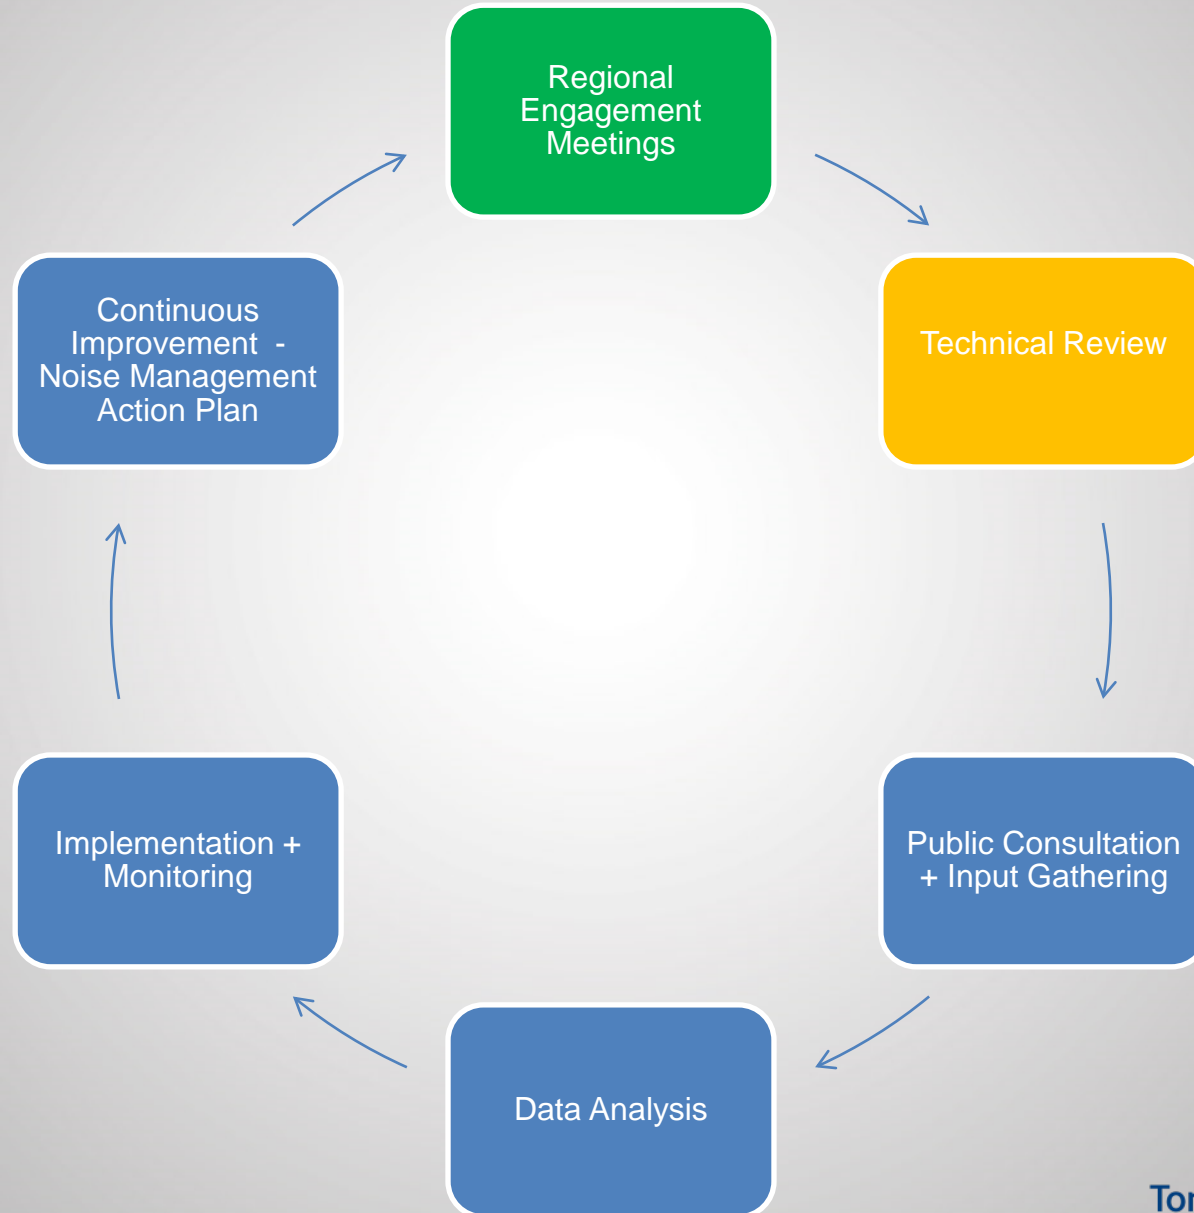 Regional
Engagement
Meetings
Technical Review
Public Consultation
+ Input Gathering
Data Analysis
Implementation +
Monitoring
Continuous
Improvement -
Noise Management
Action Plan